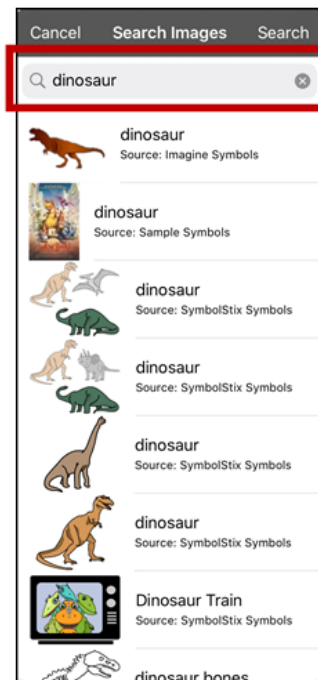 Cancel Search Images Search
dinosaur
dinosaur
Source: Imagine Symbols
dinosaur
Source: Sample Symbols
dinosaur
Source: SymbolStix Symbols
dinosaur
Source: SymbolStix Symbols
dinosaur
Source: SymbolStix Symbols
dinosaur
Source: SymbolStix Symbols
Dinosaur Train
Source: SymbolStix Symbols
dinosaur bones